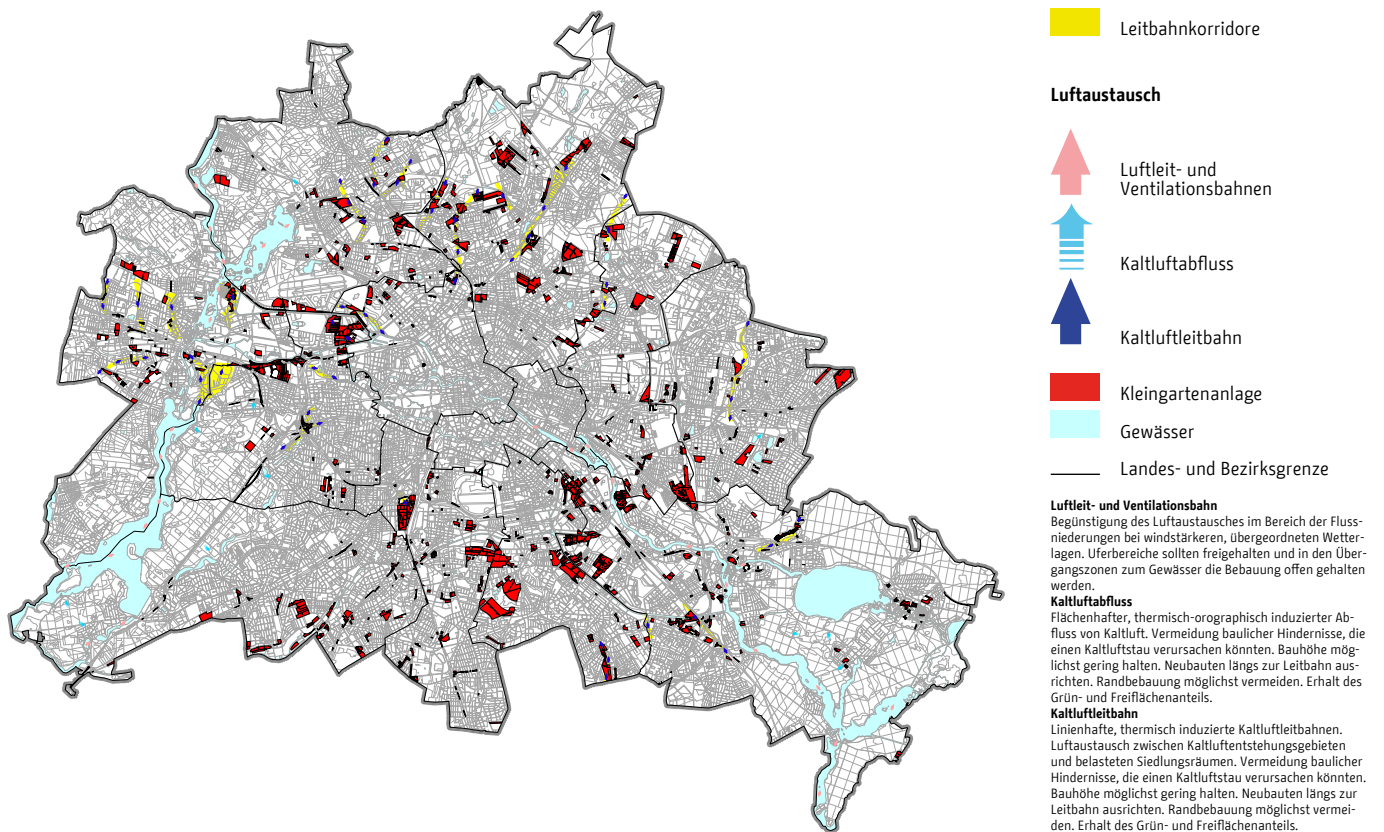 Leitbahnkorridore
Luftaustausch
Luftleit- und
Ventilationsbahnen
Kaltluftabfluss
Kaltluftleitbahn
Kleingartenanlage
Gewässer
Landes- und Bezirksgrenze
Luftleit- und Ventilationsbahn
Begünstigung des Luftaustausches im Bereich der Fluss-
niederungen bei windstärkeren, übergeordneten Wetter-
lagen. Uferbereiche sollten freigehalten und in den Über-
gangszonen zum Gewässer die Bebauung offen gehalten
werden.
Kaltluftabfluss
Flächenhafter, thermisch-orographisch induzierter Ab-
fluss von Kaltluft. Vermeidung baulicher Hindernisse, die
einen Kaltluftstau verursachen könnten. Bauhöhe mög-
lichst gering halten. Neubauten längs zur Leitbahn aus-
richten. Randbebauung möglichst vermeiden. Erhalt des
Grün- und Freiflächenanteils.
Kaltluftleitbahn
Linienhafte, thermisch induzierte Kaltluftleitbahnen.
Luftaustausch zwischen Kaltluftentstehungsgebieten
und belasteten Siedlungsräumen. Vermeidung baulicher
Hindernisse, die einen Kaltluftstau verursachen könnten.
Bauhöhe möglichst gering halten. Neubauten längs zur
Leitbahn ausrichten. Randbebauung möglichst vermei-
den. Erhalt des Grün- und Freiflächenanteils.